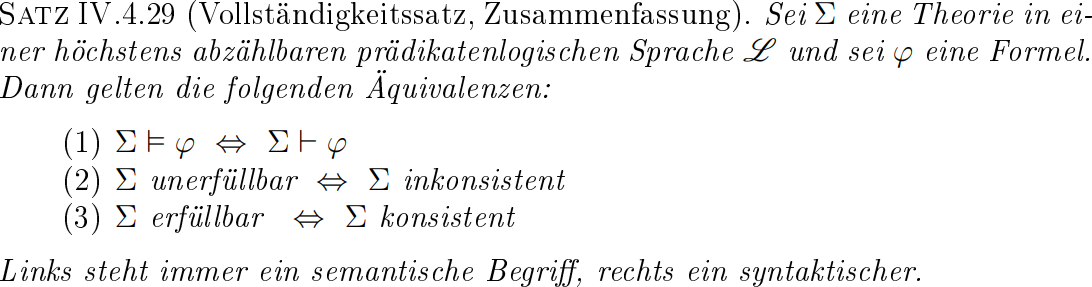 SATZ IV.4.29 (Vollständigkeitssatz, Zusammenfassung). Sei Σ eine Theorie in ei-
ner höchstens abzählbaren prädikatenlogischen Sprache ℒ und sei φ eine Formel.
Dann gelten die folgenden Äquivalenzen:
(1) Σ ⊨ φ ⇔ Σ ⊢ φ
(2) Σ unerfüllbar ⇔ Σ inkonsistent
(3) Σ erfüllbar ⇔ Σ konsistent
Links steht immer ein semantische Begriff, rechts ein syntaktischer.